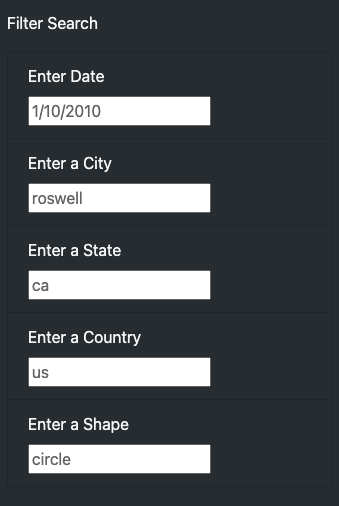 Filter Search
Enter Date
1/10/2010
Enter a City
roswell
Enter a State
ca
Enter a Country
us
Enter a Shape
circle